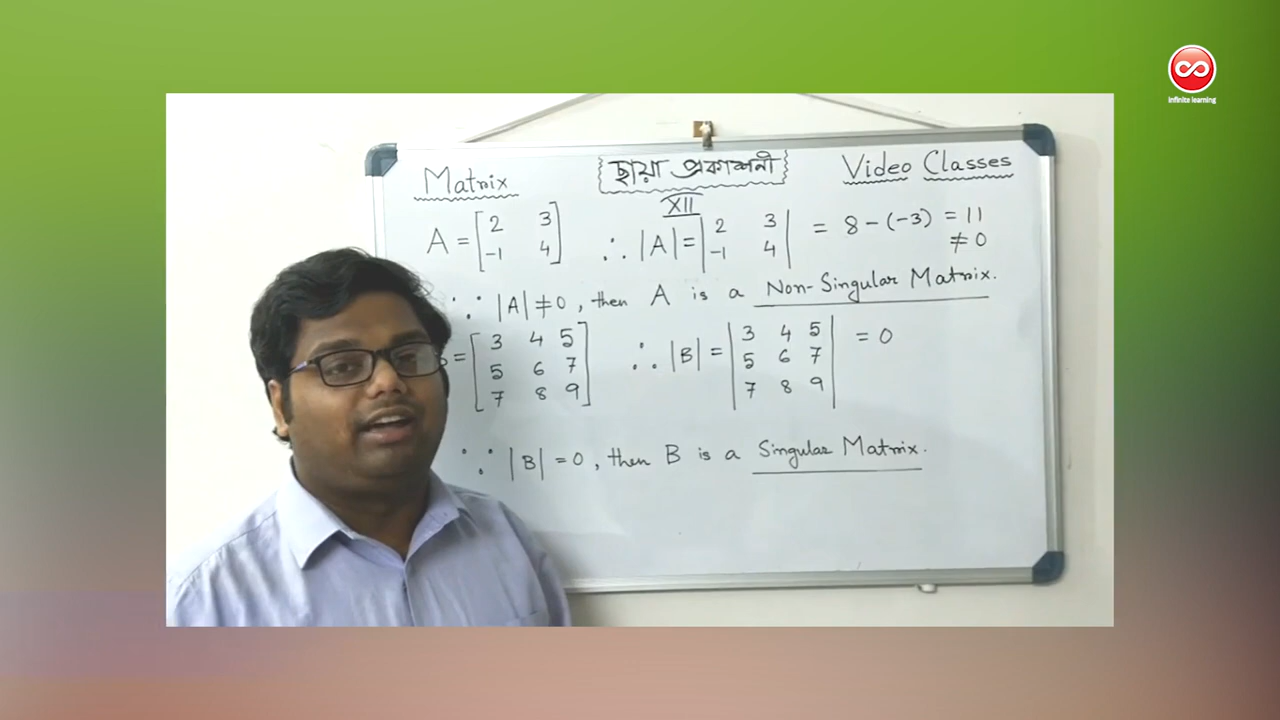 infinite learning
Matrix
ছায়া প্রকাশনী
Video Classes
XII
A = [2 3
-1 4]
∴ |A| = |2 3
-1 4| = 8 - (-3) = 11
≠ 0
∵ |A| ≠ 0, then A is a Non-Singular Matrix.
= [3 4 5
5 6 7
7 8 9]
∴ |B| = |3 4 5
5 6 7
7 8 9| = 0
∵ |B| = 0, then B is a Singular Matrix.